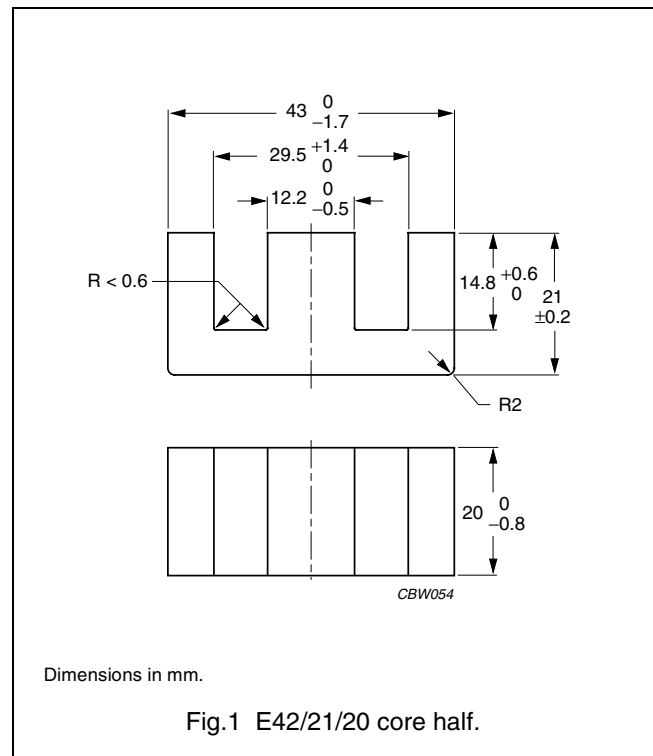 43 0
−1.7
29.5 +1.4
0
12.2 0
−0.5
R < 0.6
14.8 +0.6
0
21
±0.2
R2
20 0
−0.8
CBW054
Dimensions in mm.
Fig.1 E42/21/20 core half.